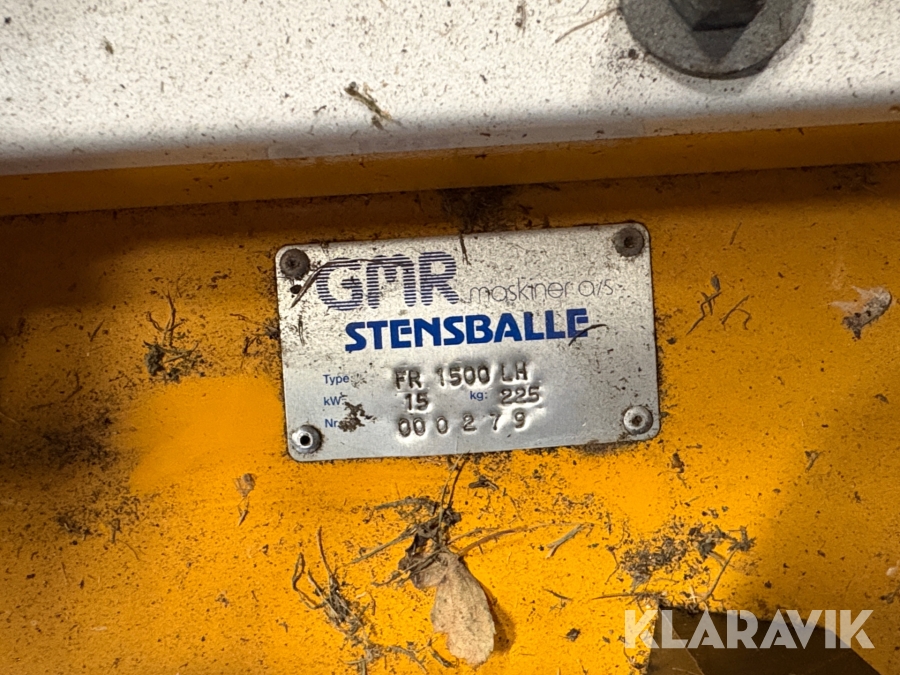 GMR maskiner a/s
STENSBALLE
Type: FR 1500 LH
kW: 15 kg: 225
Nr. 000279
KLARAVIK